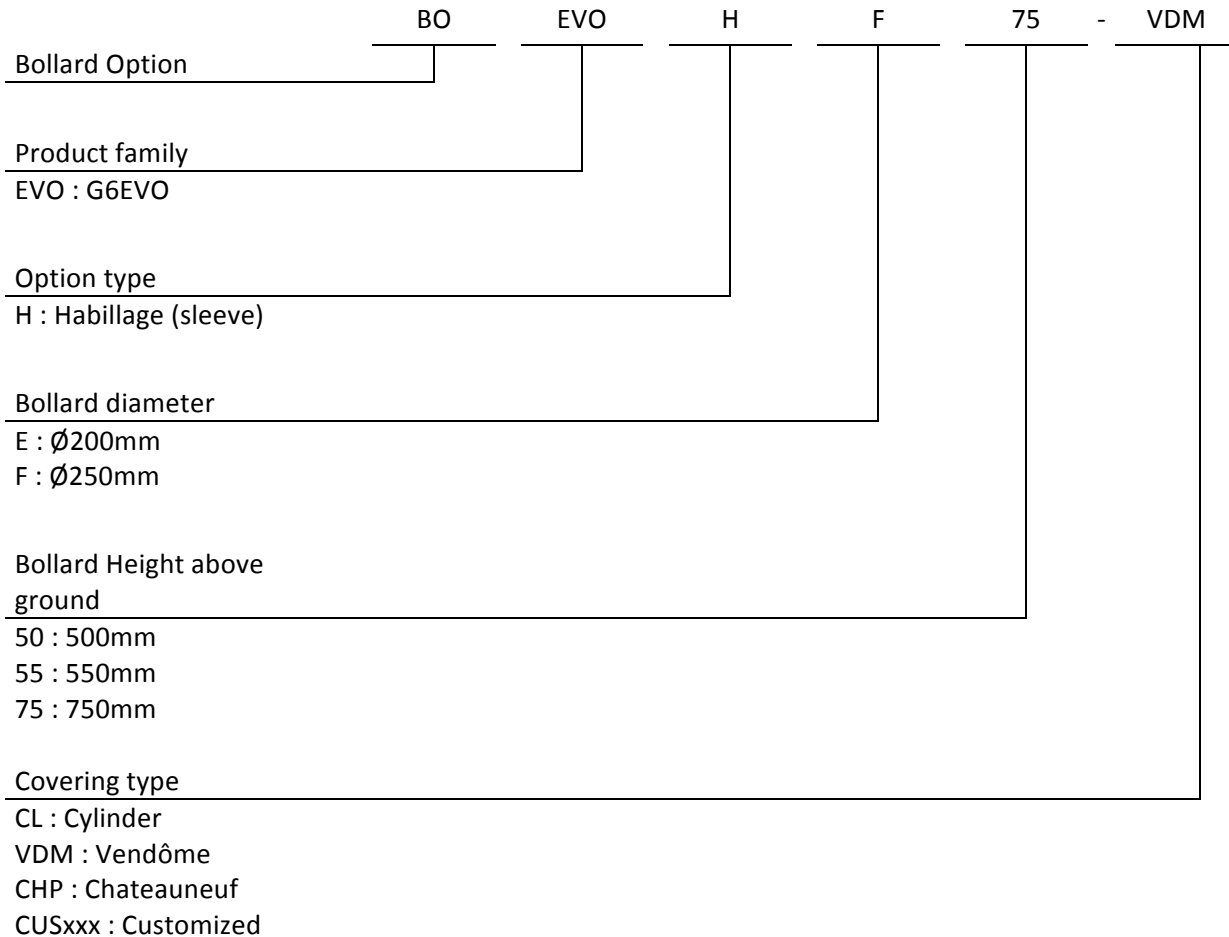 BO EVO H F 75 - VDM
Bollard Option
Product family
EVO : G6EVO
Option type
H : Habillage (sleeve)
Bollard diameter
E : Ø200mm
F : Ø250mm
Bollard Height above
ground
50 : 500mm
55 : 550mm
75 : 750mm
Covering type
CL : Cylinder
VDM : Vendôme
CHP : Chateauneuf
CUSxxx : Customized